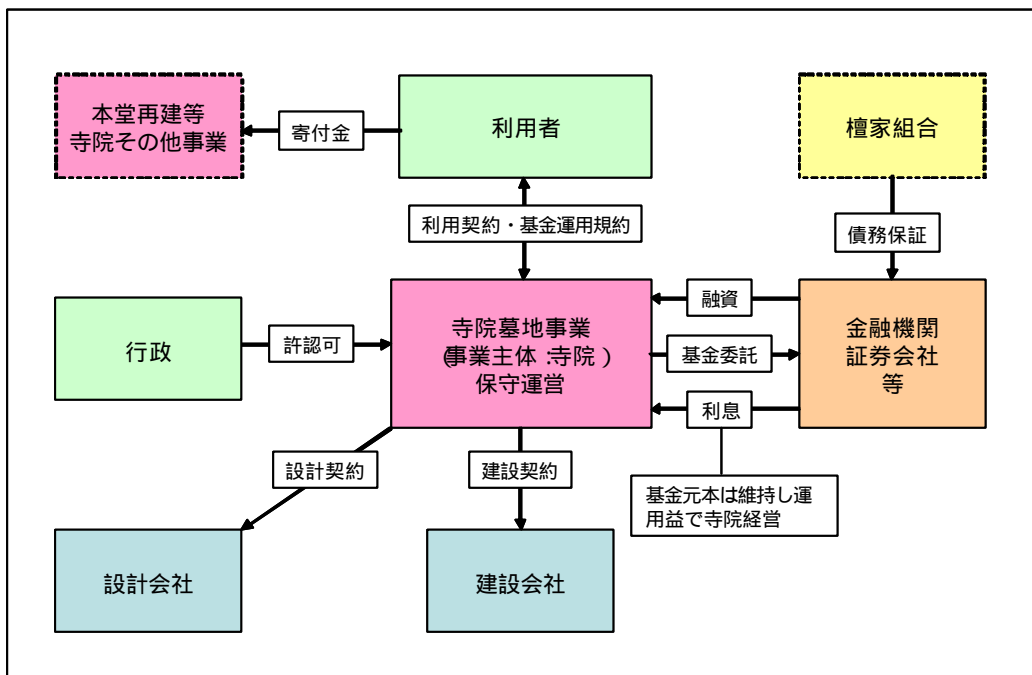 本堂再建等
寺院その他事業
寄付金
利用者
檀家組合
利用契約・基金運用規約
債務保証
行政
許認可
寺院墓地事業
(事業主体:寺院)
保守運営
融資
基金委託
利息
金融機関
証券会社
等
設計契約
建設契約
基金元本は維持し運
用益で寺院経営
設計会社
建設会社